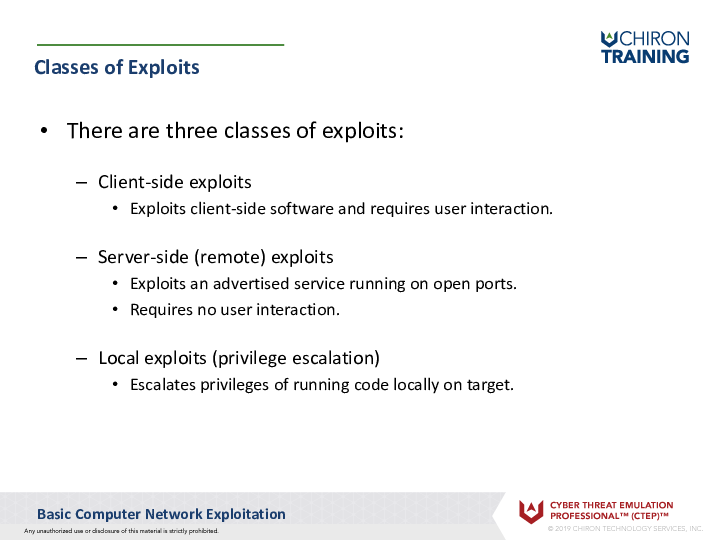 CHIRON
TRAINING
Classes of Exploits
• There are three classes of exploits:
– Client-side exploits
• Exploits client-side software and requires user interaction.
– Server-side (remote) exploits
• Exploits an advertised service running on open ports.
• Requires no user interaction.
– Local exploits (privilege escalation)
• Escalates privileges of running code locally on target.
Basic Computer Network Exploitation
Any unauthorized use or disclosure of this material is strictly prohibited.
CYBER THREAT EMULATION
PROFESSIONAL™ (CTEP)™
© 2019 CHIRON TECHNOLOGY SERVICES, INC.